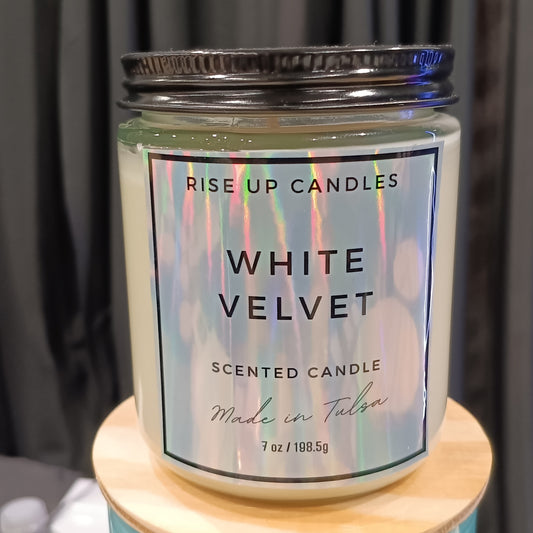 RISE UP CANDLES
WHITE
VELVET
SCENTED CANDLE
Made in Tulsa
7 oz / 198.5g